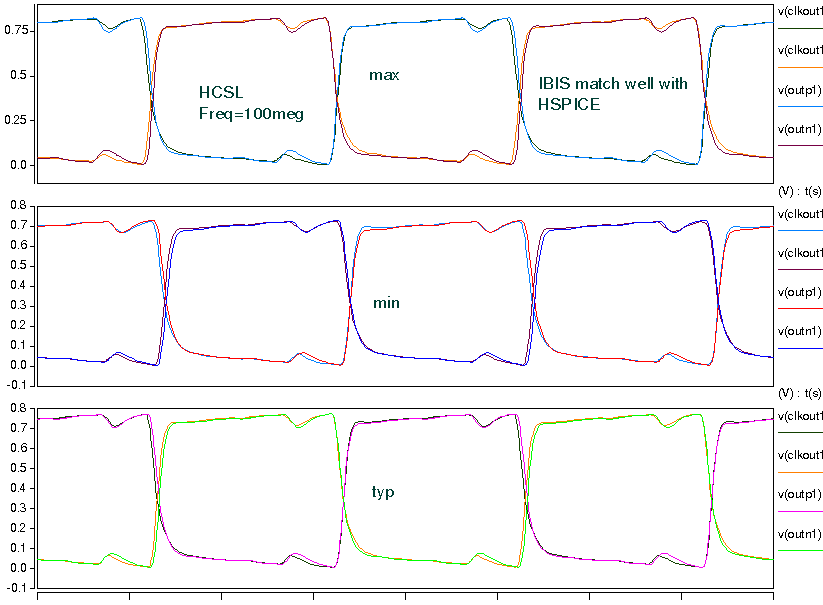 0.75
0.5
0.25
0.0
HCSL
Freq=100meg
max
IBIS match well with
HSPICE
v(clkout1
v(clkout1
v(outp1)
v(outn1)
(V) : t(s)
0.8
0.7
0.6
0.5
0.4
0.3
0.2
0.1
0.0
-0.1
min
v(clkout1
v(clkout1
v(outp1)
v(outn1)
(V) : t(s)
0.8
0.7
0.6
0.5
0.4
0.3
0.2
0.1
0.0
-0.1
typ
v(clkout1
v(clkout1
v(outp1)
v(outn1)